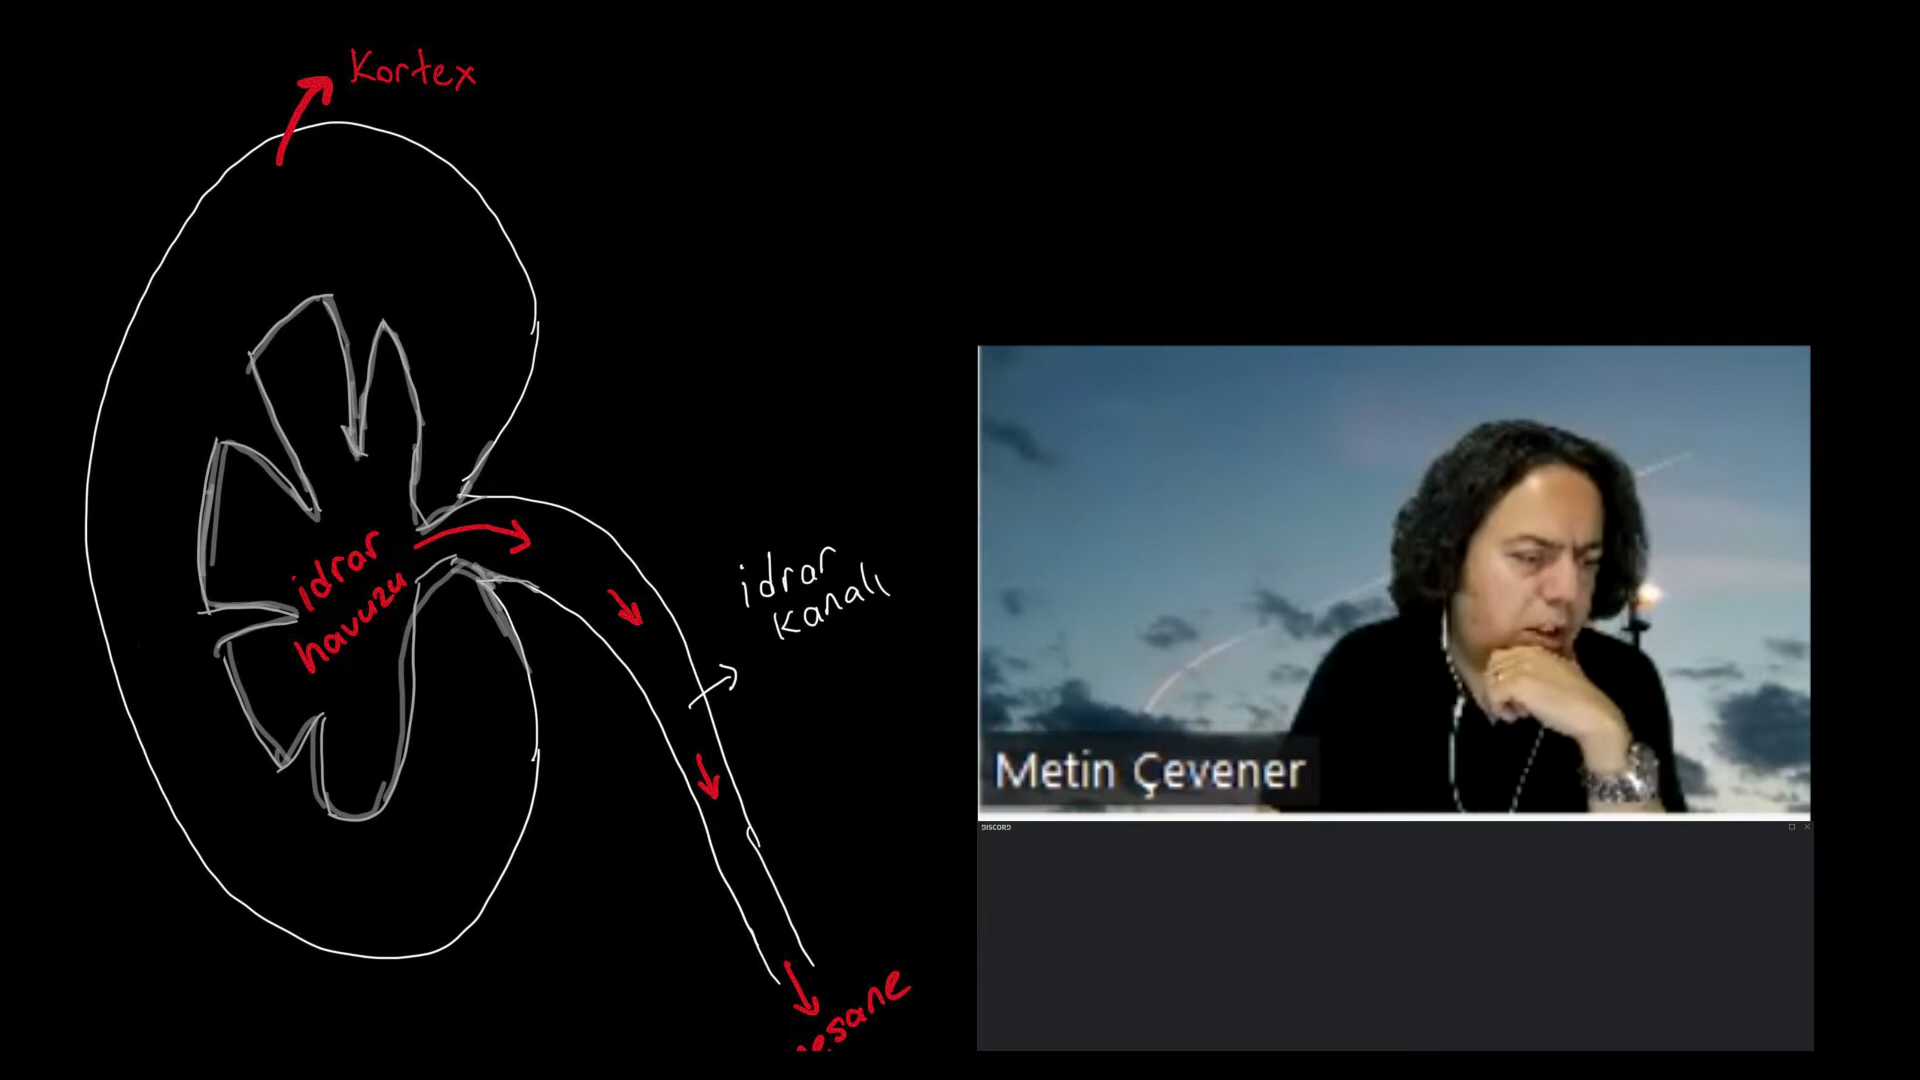 Kortex
idrar
havuzu
idrar
kanalı
Metin Çevener
DISCORD